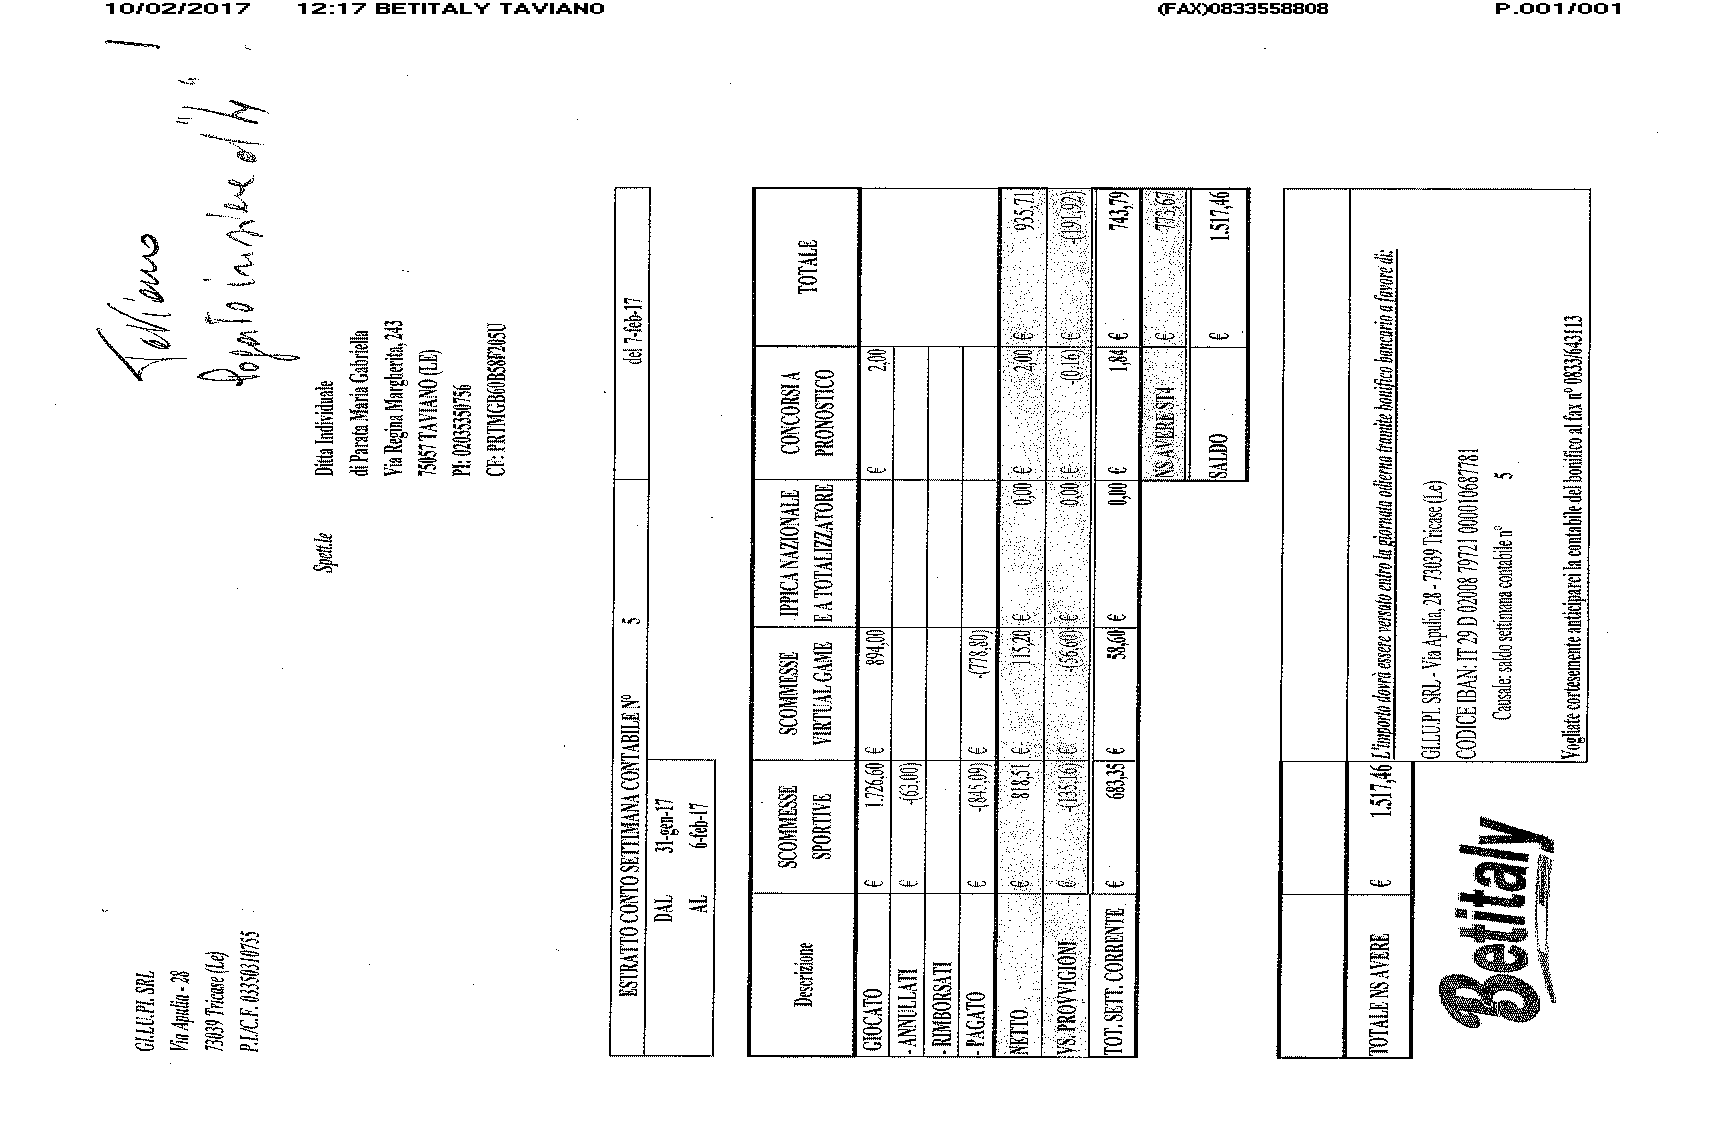 10/02/2017 12:17 BETITALY TAVIANO (FAX)0833558808 P.001/001
GI.LU.PI. SRL
Via Apulia - 28
73039 Tricase (Le)
P.I./C.F. 03350310755
Taviano
Spett.le Ditta Individuale
di Parata Maria Gabriella
Via Regina Margherita, 243
75057 TAVIANO (LE)
PI: 02035350756
CF: PRTMGB60B58F205U
ESTRATTO CONTO SETTIMANA CONTABILE N° 5 del 7-feb-17
DAL 31-gen-17
AL 6-feb-17
Descrizione SCOMMESSE SPORTIVE SCOMMESSE VIRTUAL GAME IPPICA NAZIONALE E A TOTALIZZATORE CONCORSI A PRONOSTICO TOTALE
GIOCATO € 1.726,60 € 894,00 € 2,00
- ANNULLATI € -(63,00)
- RIMBORSATI
- PAGATO € -(845,09) € -(778,80)
NETTO € 818,51 € 115,20 € 0,00 € 2,00 € 935,71
VS. PROVVIGIONI € -(135,16) € -(56,60) € 0,00 € -(0,16) € -(191,92)
TOT. SETT. CORRENTE € 683,35 € 58,60 € 0,00 € 1,84 € 743,79
NS AVERE ST 4 € 773,67
SALDO € 1.517,46
TOTALE NS AVERE € 1.517,46
L'importo dovrà essere versato entro la giornata odierna tramite bonifico bancario a favore di:
GI.LU.PI. SRL - Via Apulia, 28 - 73039 Tricase (Le)
CODICE IBAN: IT 29 D 02008 79721 000010687781
Causale: saldo settimana contabile n° 5
Vogliate cortesemente anticiparci la contabile del bonifico al fax n° 0833/643113
Betitaly